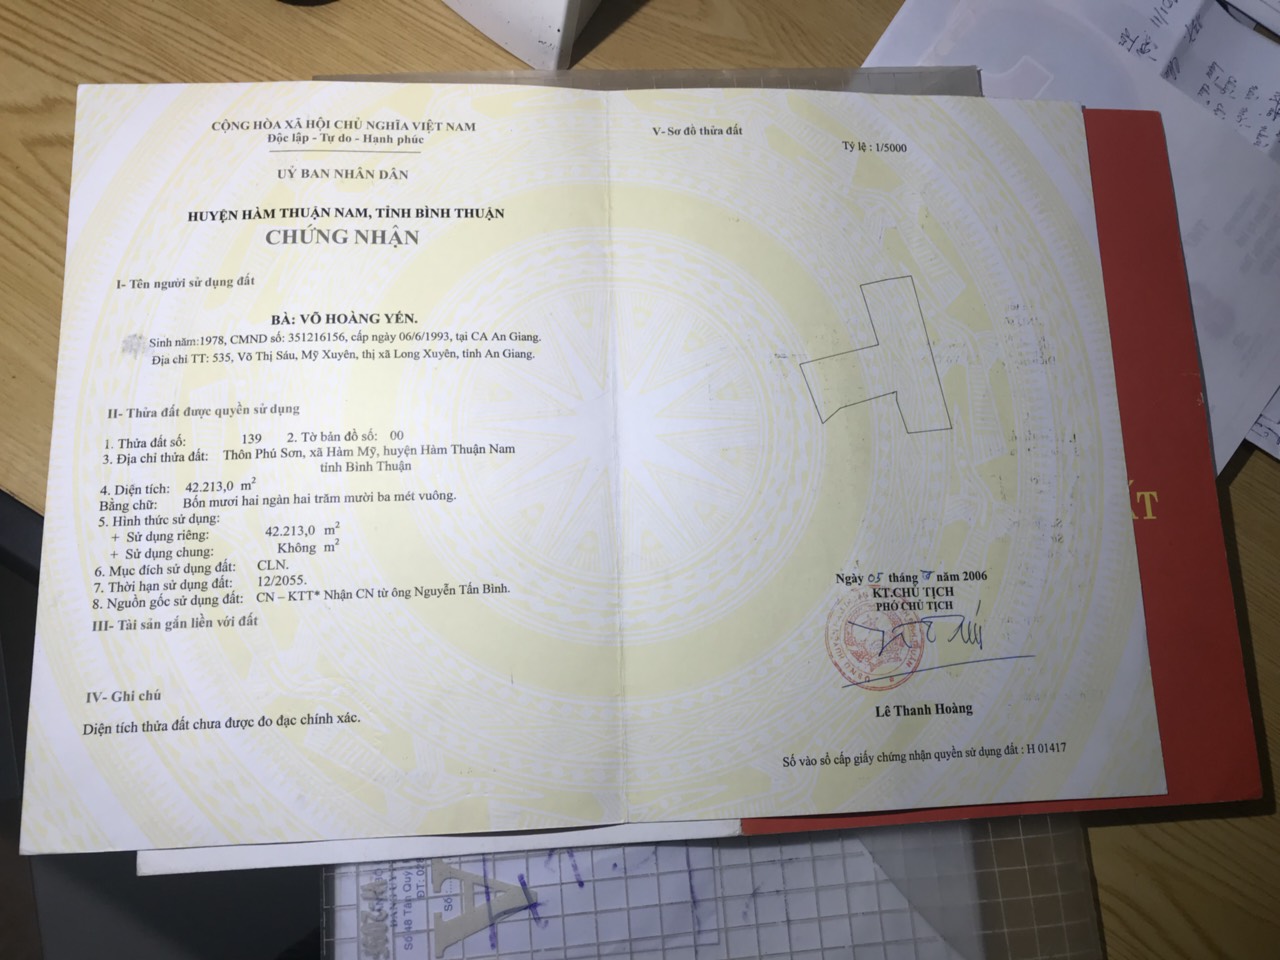 CỘNG HÒA XÃ HỘI CHỦ NGHĨA VIỆT NAM
Độc lập - Tự do - Hạnh phúc
UỶ BAN NHÂN DÂN
HUYỆN HÀM THUẬN NAM, TỈNH BÌNH THUẬN
CHỨNG NHẬN
I- Tên người sử dụng đất
BÀ: VÕ HOÀNG YẾN.
Sinh năm:1978, CMND số: 351216156, cấp ngày 06/6/1993, tại CA An Giang.
Địa chỉ TT: 535, Võ Thị Sáu, Mỹ Xuyên, thị xã Long Xuyên, tỉnh An Giang.
II- Thửa đất được quyền sử dụng
1. Thửa đất số: 139 2. Tờ bản đồ số: 00
3. Địa chỉ thửa đất: Thôn Phú Sơn, xã Hàm Mỹ, huyện Hàm Thuận Nam
tỉnh Bình Thuận
4. Diện tích: 42.213,0 m²
Bằng chữ: Bốn mươi hai ngàn hai trăm mười ba mét vuông.
5. Hình thức sử dụng:
+ Sử dụng riêng: 42.213,0 m²
+ Sử dụng chung: Không m²
6. Mục đích sử dụng đất: CLN.
7. Thời hạn sử dụng đất: 12/2055.
8. Nguồn gốc sử dụng đất: CN – KTT* Nhận CN từ ông Nguyễn Tấn Bình.
III- Tài sản gắn liền với đất
IV- Ghi chú
Diện tích thửa đất chưa được đo đạc chính xác.
V- Sơ đồ thửa đất
Tỷ lệ : 1/5000
Ngày 05 tháng năm 2006
KT.CHỦ TỊCH
PHÓ CHỦ TỊCH
Lê Thanh Hoàng
Số vào sổ cấp giấy chứng nhận quyền sử dụng đất : H 01417
ẤT